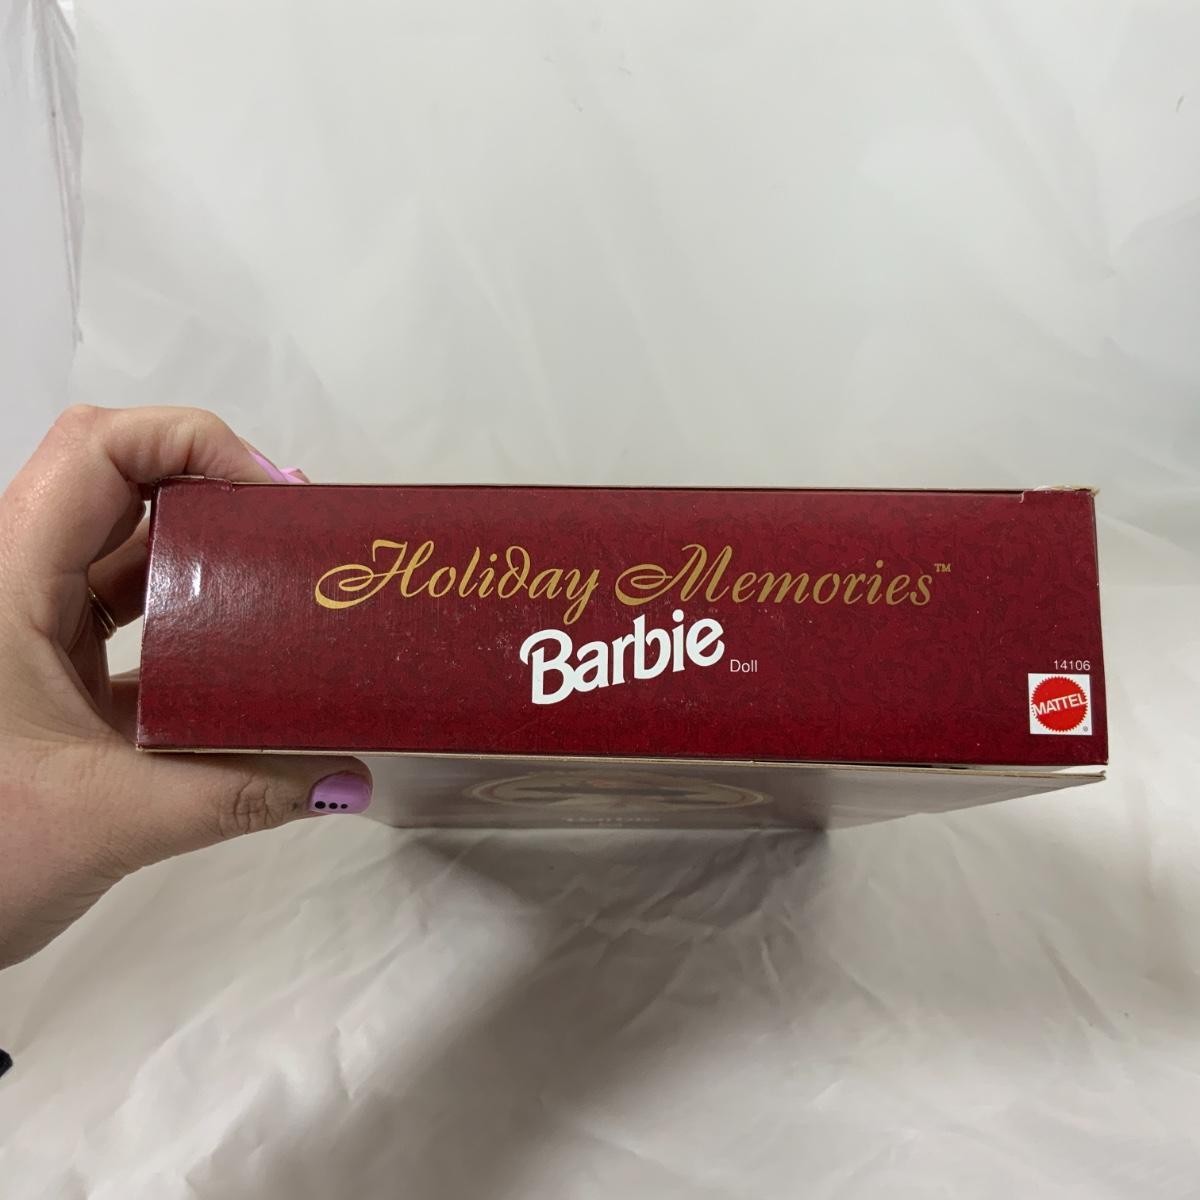 Holiday Memories™
Barbie Doll
14106
MATTEL®